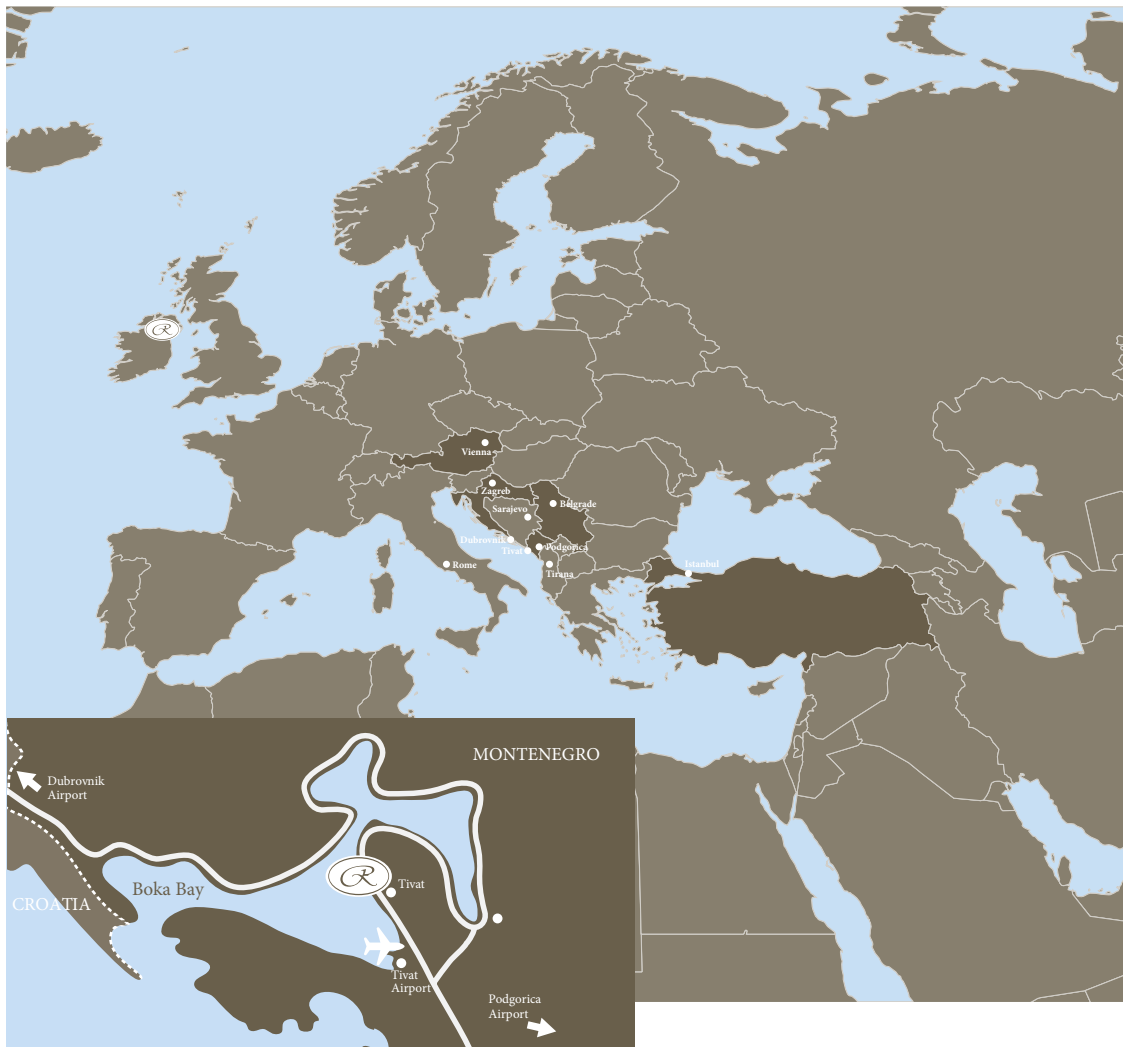 Vienna
Zagreb
Sarajevo
Belgrade
Dubrovnik
Tivat
Podgorica
Rome
Tirana
Istanbul
MONTENEGRO
Dubrovnik
Airport
Boka Bay
Tivat
CROATIA
Tivat
Airport
Podgorica
Airport
R
R